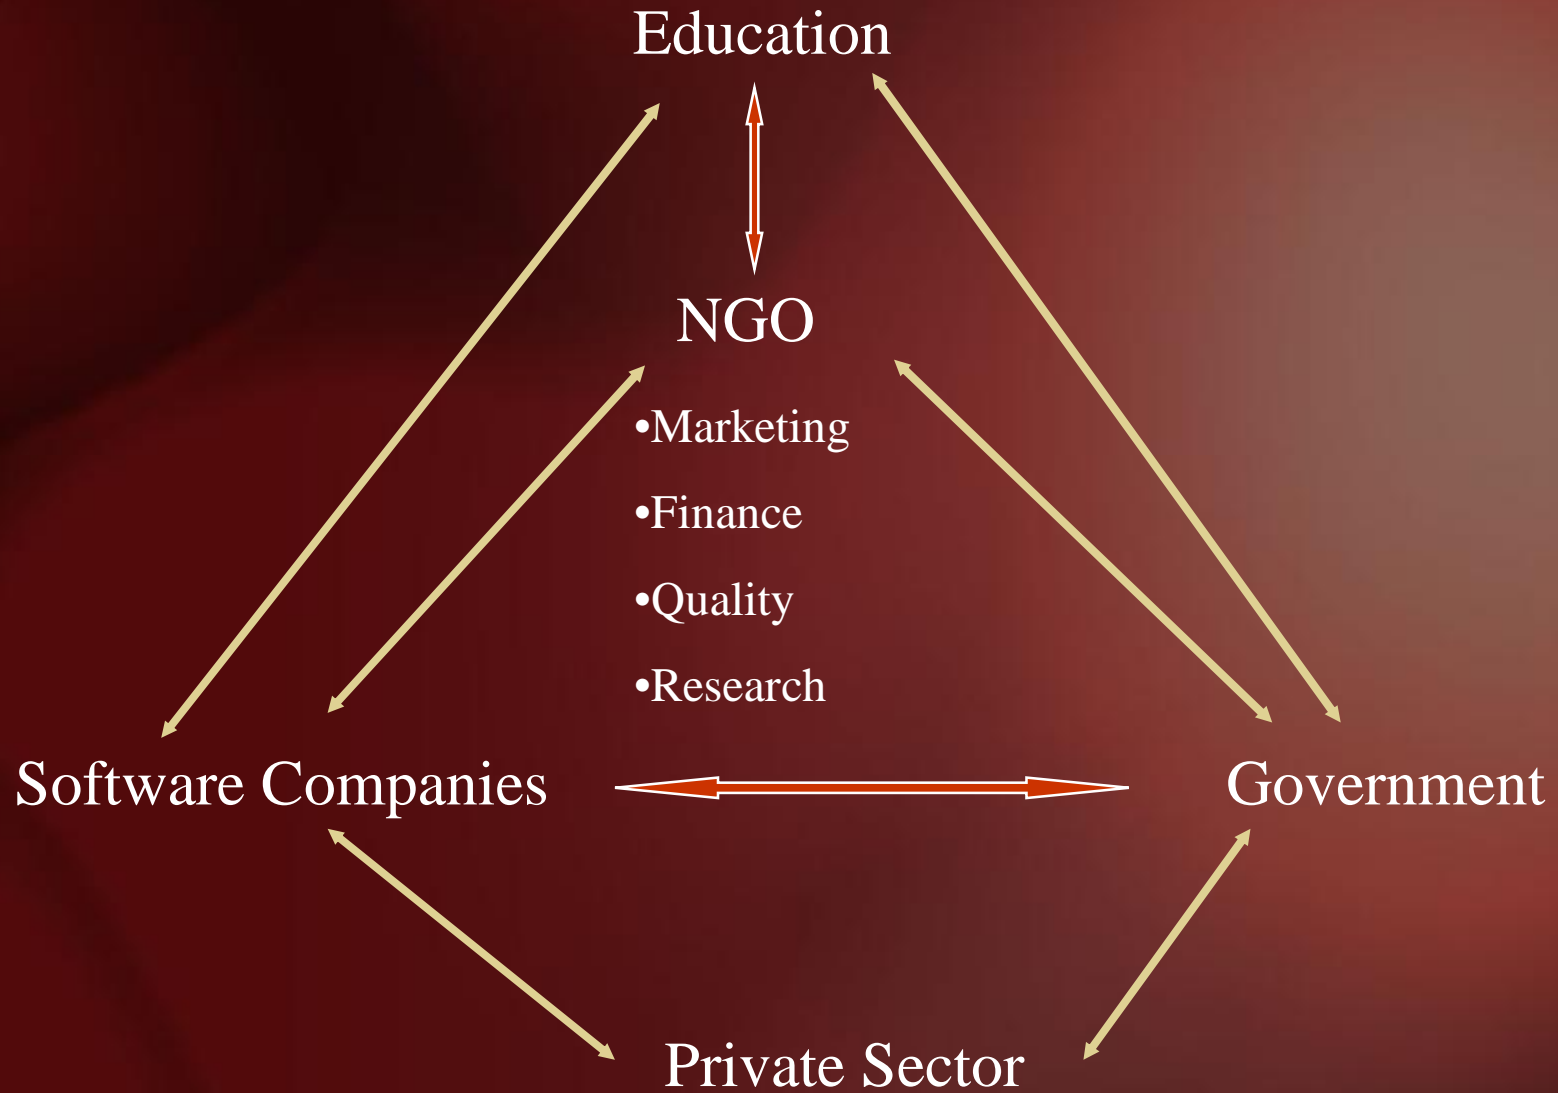 Education
NGO
•Marketing
•Finance
•Quality
•Research
Software Companies
Government
Private Sector